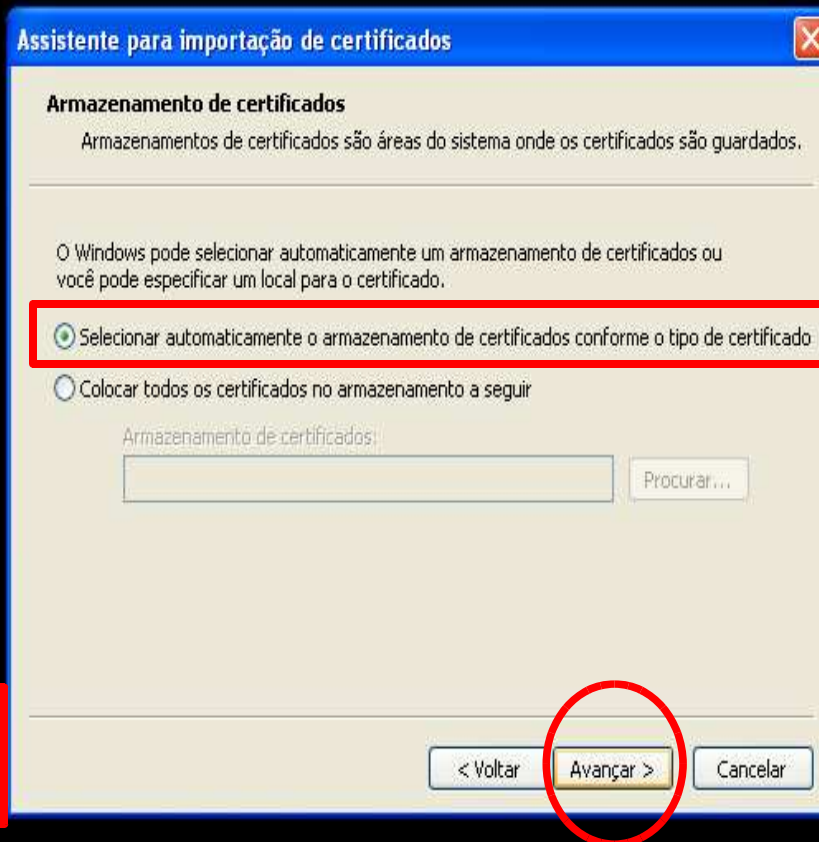 Assistente para importação de certificados
Armazenamento de certificados
Armazenamentos de certificados são áreas do sistema onde os certificados são guardados.
O Windows pode selecionar automaticamente um armazenamento de certificados ou
você pode especificar um local para o certificado.
Selecionar automaticamente o armazenamento de certificados conforme o tipo de certificado
Colocar todos os certificados no armazenamento a seguir
Armazenamento de certificados:
Procurar...
< Voltar
Avançar >
Cancelar